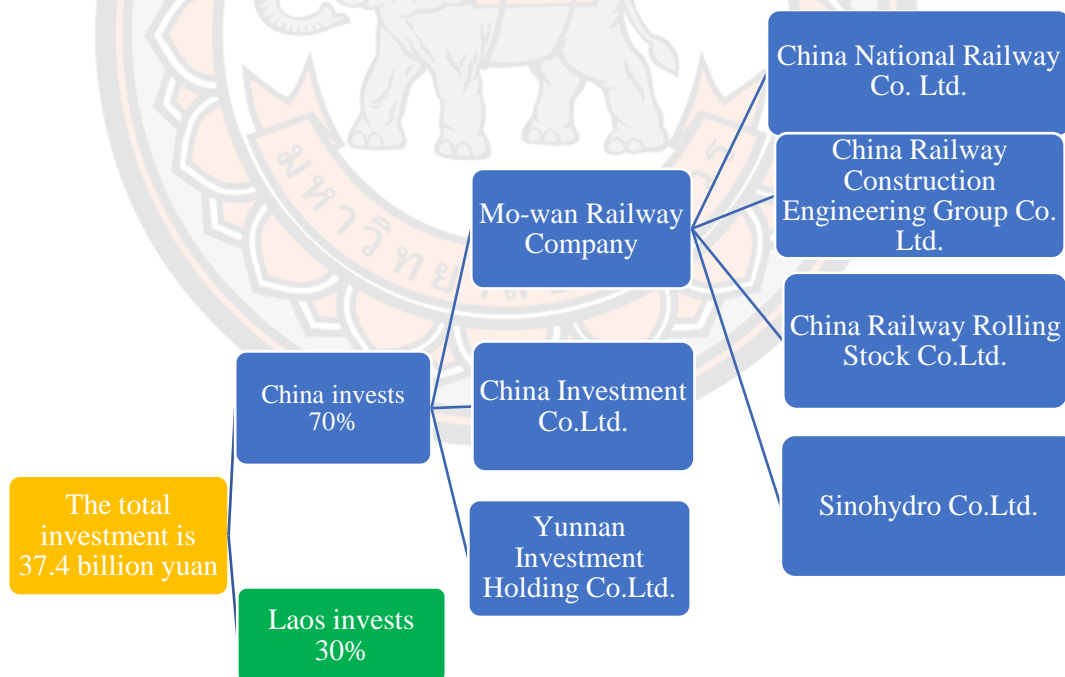 China National Railway
Co. Ltd.
China Railway
Construction
Engineering Group Co.
Ltd.
Mo-wan Railway
Company
China Railway Rolling
Stock Co.Ltd.
China invests
70%
China Investment
Co.Ltd.
Sinohydro Co.Ltd.
The total
investment is
37.4 billion yuan
Yunnan
Investment
Holding Co.Ltd.
Laos invests
30%